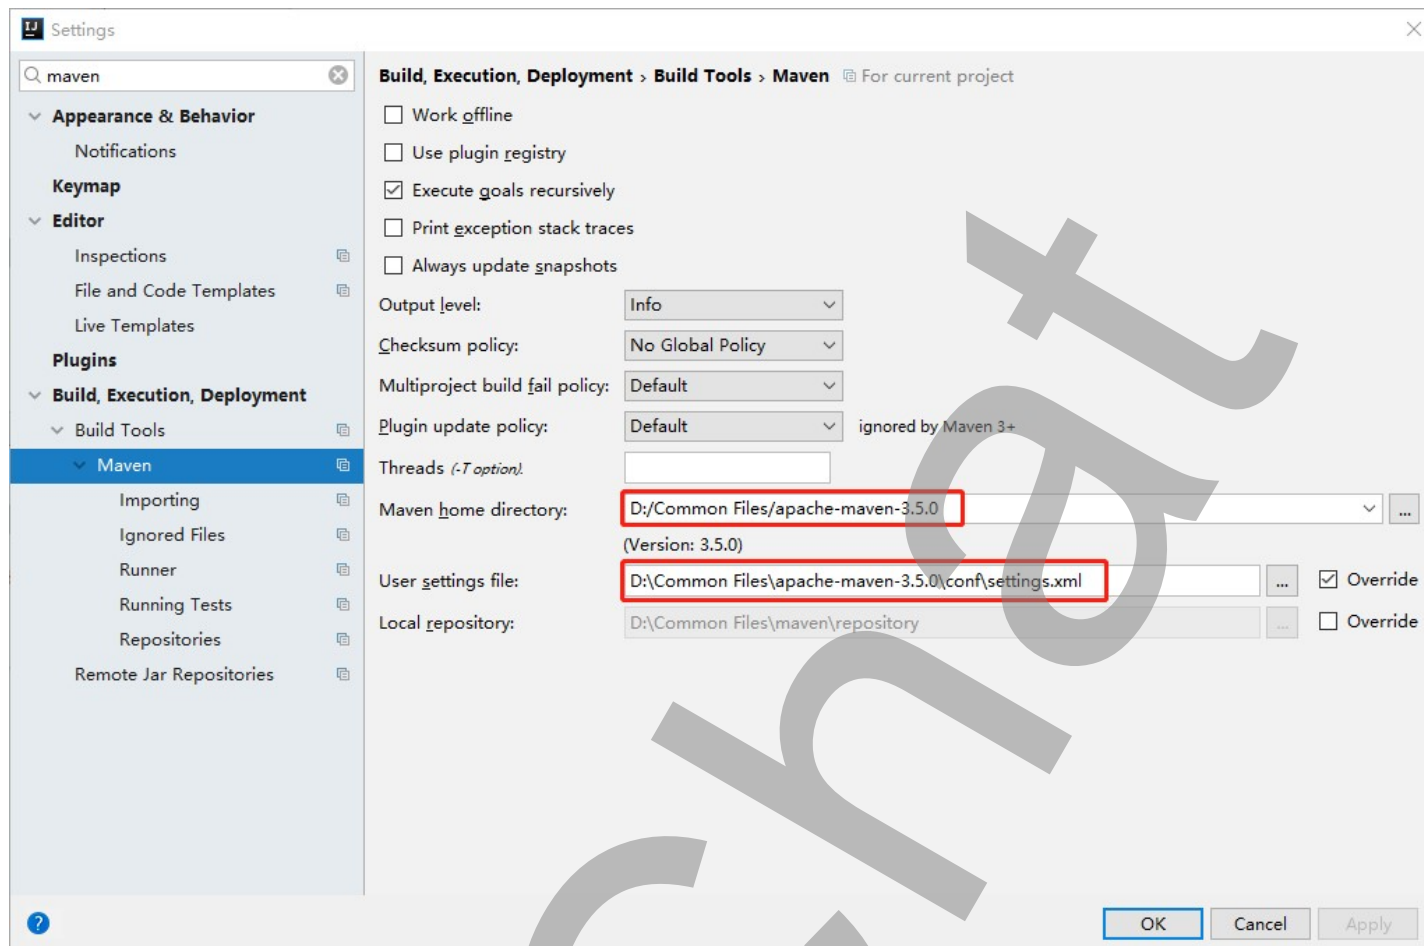 Settings
maven
Appearance & Behavior
Notifications
Keymap
Editor
Inspections
File and Code Templates
Live Templates
Plugins
Build, Execution, Deployment
Build Tools
Maven
Importing
Ignored Files
Runner
Running Tests
Repositories
Remote Jar Repositories
Build, Execution, Deployment › Build Tools › Maven For current project
Work offline
Use plugin registry
Execute goals recursively
Print exception stack traces
Always update snapshots
Output level: Info
Checksum policy: No Global Policy
Multiproject build fail policy: Default
Plugin update policy: Default ignored by Maven 3+
Threads (-T option):
Maven home directory: D:/Common Files/apache-maven-3.5.0 ...
(Version: 3.5.0)
User settings file: D:\Common Files\apache-maven-3.5.0\conf\settings.xml ... Override
Local repository: D:\Common Files\maven\repository ... Override
? OK Cancel Apply
chat